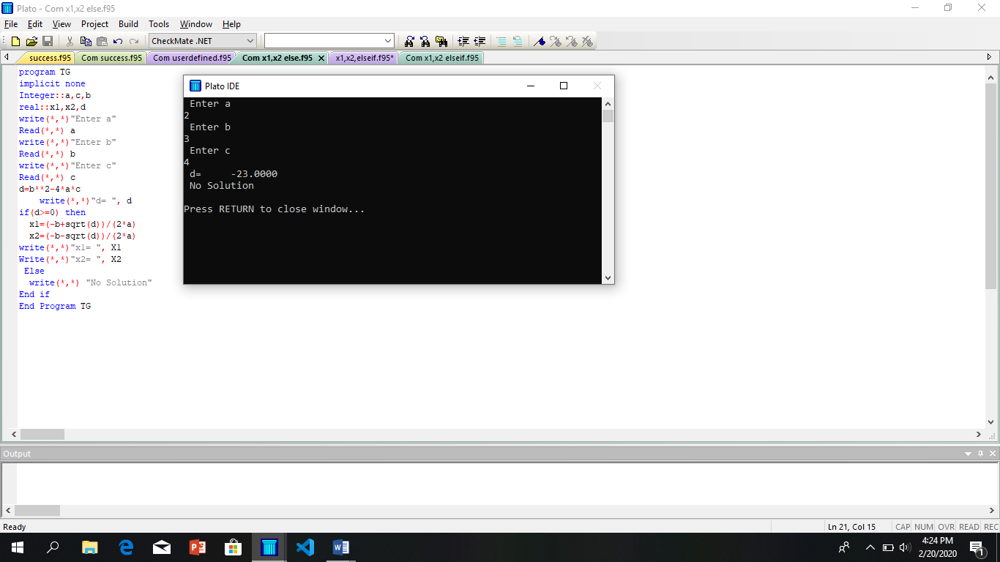 Plato - Com x1,x2 else.f95
File Edit View Project Build Tools Window Help
CheckMate .NET
success.f95 Com success.f95 Com userdefined.f95 Com x1,x2 else.f95 x1,x2,elseif.f95* Com x1,x2 elseif.f95
program TG
implicit none
Integer::a,c,b
real::x1,x2,d
write(*,*)"Enter a"
Read(*,*) a
write(*,*)"Enter b"
Read(*,*) b
write(*,*)"Enter c"
Read(*,*) c
d=b**2-4*a*c
write(*,*)"d= ", d
if(d>=0) then
x1=(-b+sqrt(d))/(2*a)
x2=(-b-sqrt(d))/(2*a)
write(*,*)"x1= ", X1
Write(*,*)"x2= ", X2
Else
write(*,*) "No Solution"
End if
End Program TG
Plato IDE
Enter a
2
Enter b
3
Enter c
4
d= -23.0000
No Solution
Press RETURN to close window...
Output
Ready
Ln 21, Col 15 CAP NUM OVR READ REC
4:24 PM
2/20/2020
1